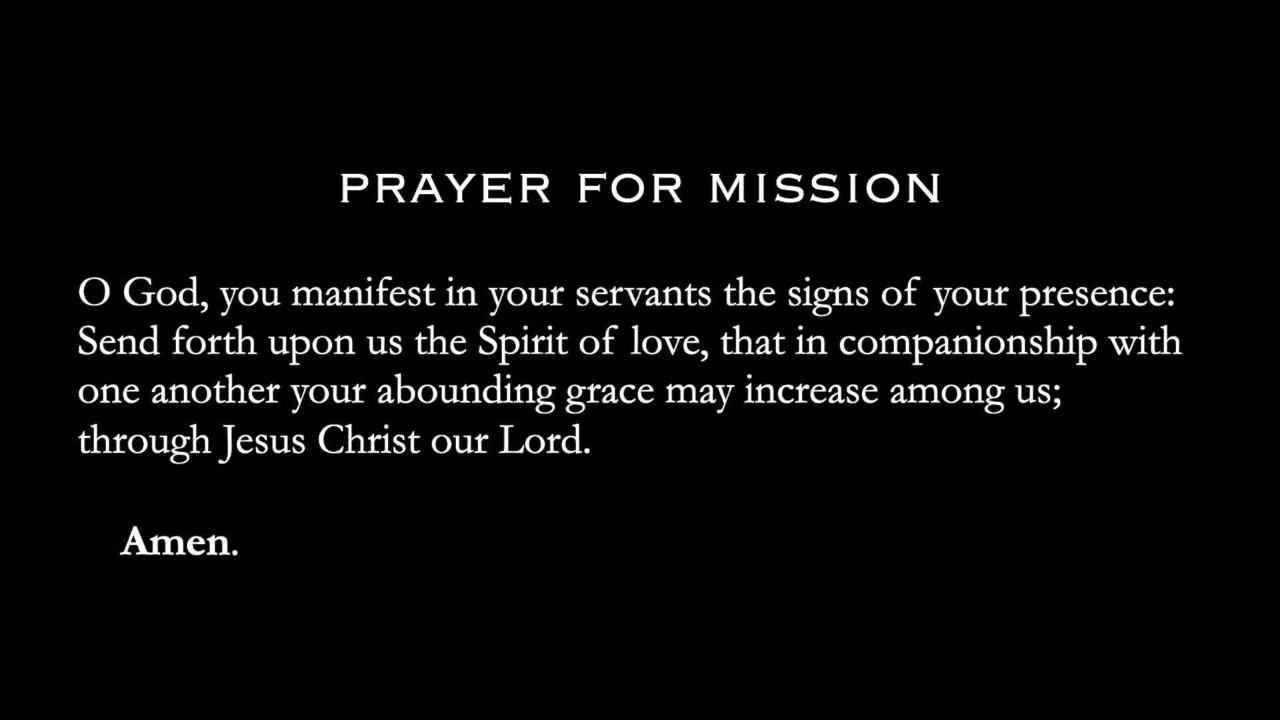 PRAYER FOR MISSION
O God, you manifest in your servants the signs of your presence:
Send forth upon us the Spirit of love, that in companionship with
one another your abounding grace may increase among us;
through Jesus Christ our Lord.
Amen.